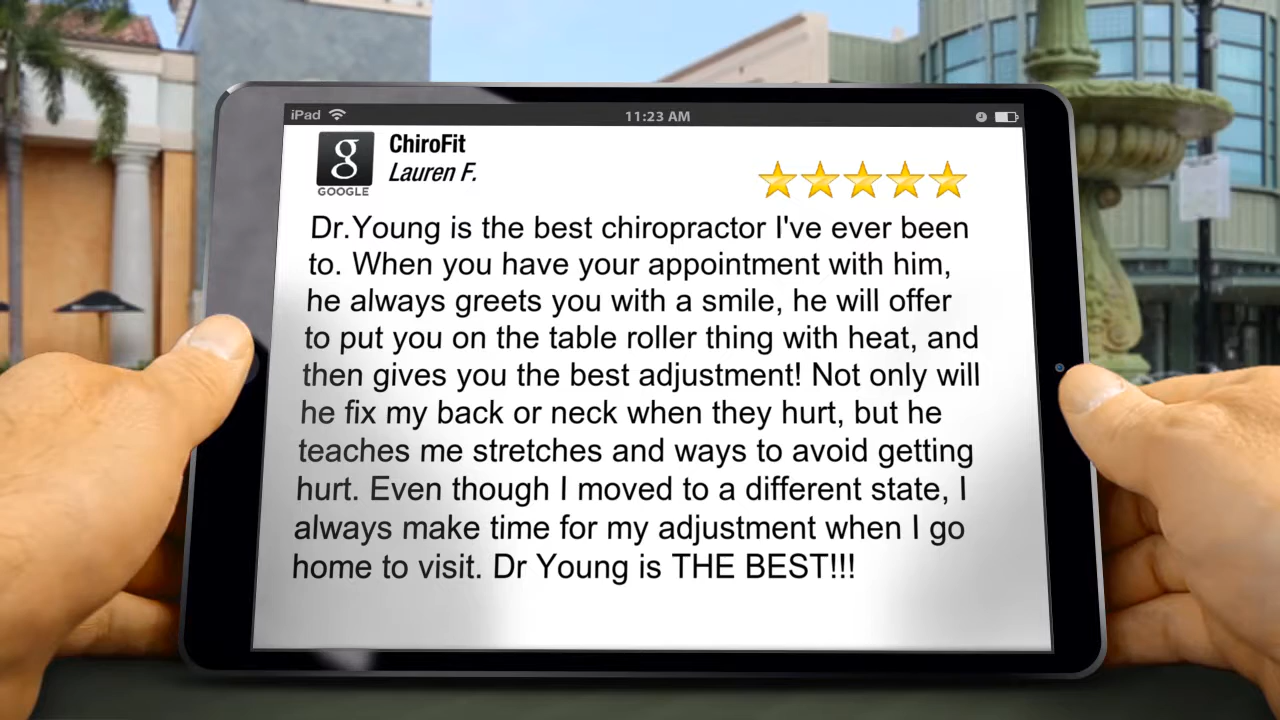 iPad 11:23 AM
g
GOOGLE
ChiroFit
Lauren F.
Dr.Young is the best chiropractor I've ever been
to. When you have your appointment with him,
he always greets you with a smile, he will offer
to put you on the table roller thing with heat, and
then gives you the best adjustment! Not only will
he fix my back or neck when they hurt, but he
teaches me stretches and ways to avoid getting
hurt. Even though I moved to a different state, I
always make time for my adjustment when I go
home to visit. Dr Young is THE BEST!!!